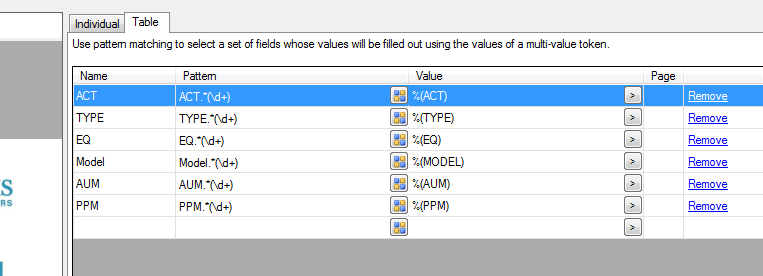 Individual Table
Use pattern matching to select a set of fields whose values will be filled out using the values of a multi-value token.
Name Pattern Value Page
ACT ACT.*(\d+) %(ACT) > Remove
TYPE TYPE.*(\d+) %(TYPE) > Remove
EQ EQ.*(\d+) %(EQ) > Remove
Model Model.*(\d+) %(MODEL) > Remove
AUM AUM.*(\d+) %(AUM) > Remove
PPM PPM.*(\d+) %(PPM) > Remove
>
S
ERS